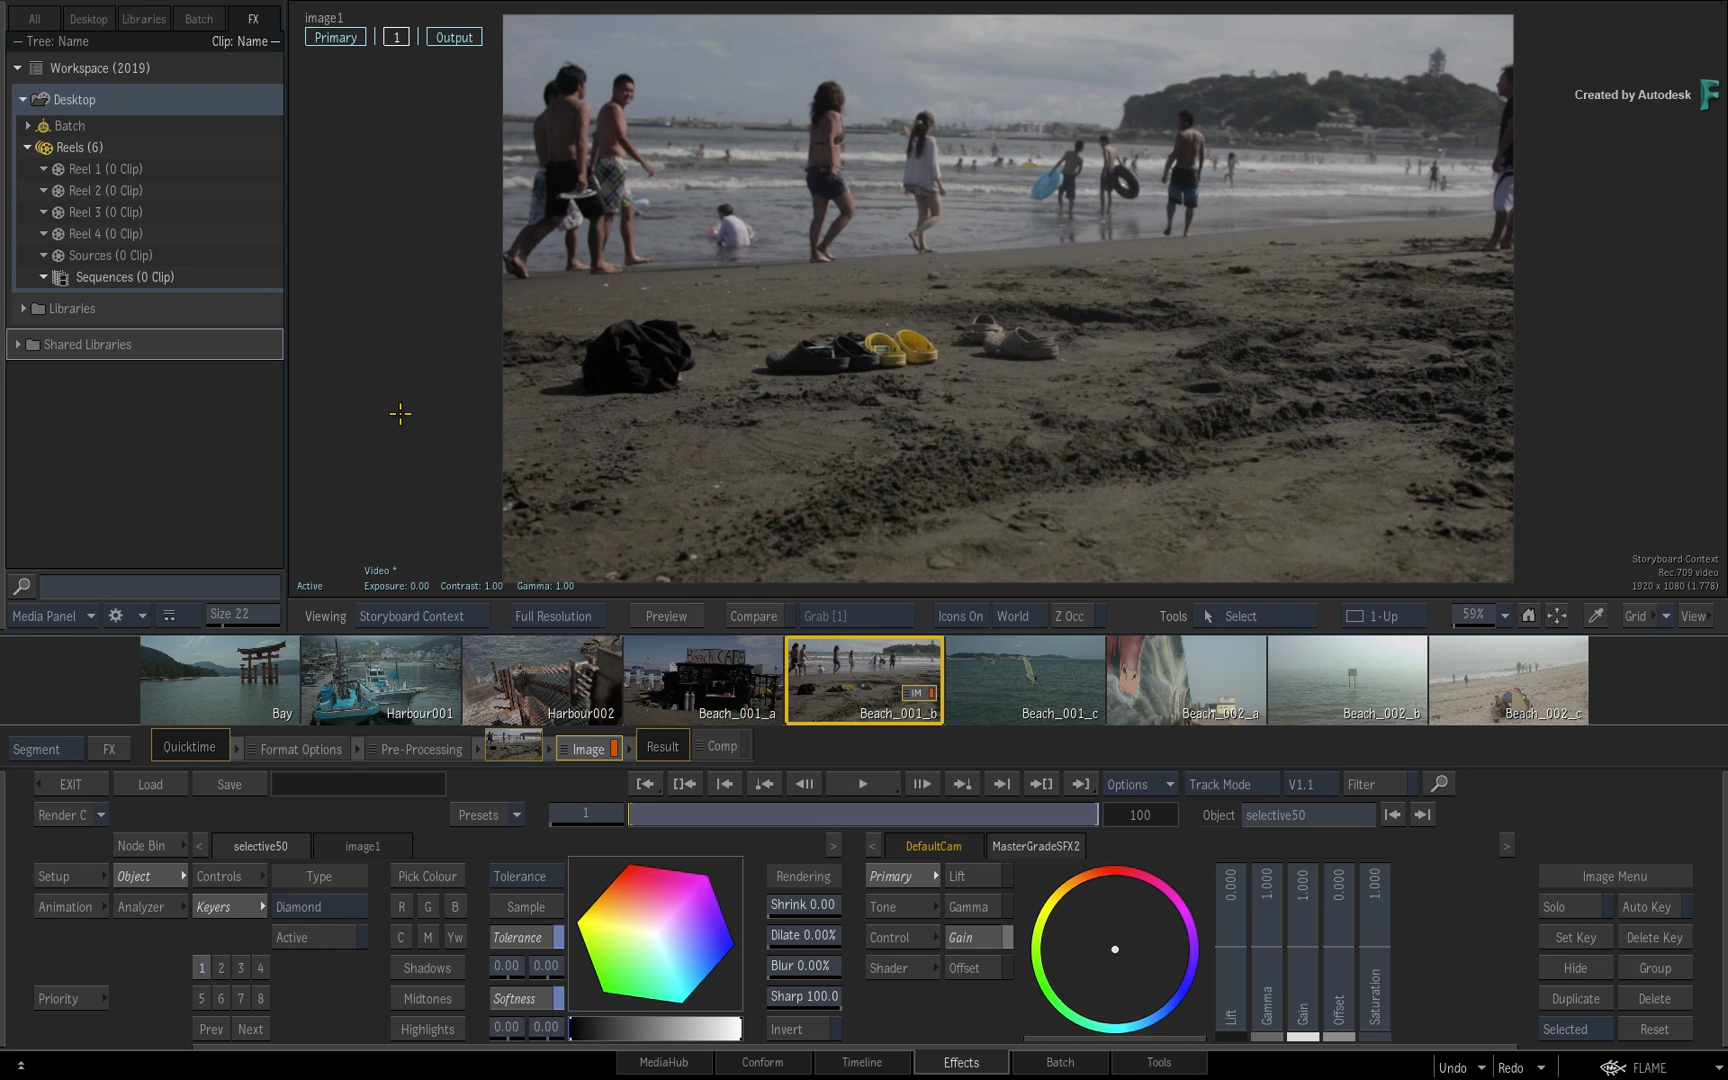 All Desktop Libraries Batch FX
Tree: Name Clip: Name
Workspace (2019)
Desktop
Batch
Reels (6)
Reel 1 (0 Clip)
Reel 2 (0 Clip)
Reel 3 (0 Clip)
Reel 4 (0 Clip)
Sources (0 Clip)
Sequences (0 Clip)
Libraries
Shared Libraries
image1
Primary 1 Output
Created by Autodesk
Video *
Active Exposure: 0.00 Contrast: 1.00 Gamma: 1.00
Storyboard Context
Rec.709 video
1920 x 1080 (1.778)
Media Panel Size 22 Viewing Storyboard Context Full Resolution Preview Compare Grab [1] Icons On World Z Occ Tools Select 1-Up 59% Grid View
Beach CAFE
IM
Bay Harbour001 Harbour002 Beach_001_a Beach_001_b Beach_001_c Beach_002_a Beach_002_b Beach_002_c
Segment FX Quicktime Format Options Pre-Processing Image Result Comp
EXIT Load Save Options Track Mode V1.1 Filter
Render C Presets 1 100 Object selective50
Node Bin < selective50 image1 > < DefaultCam MasterGradeSFX2 >
Setup Object Controls Type Pick Colour Tolerance Rendering Primary Lift Image Menu
Animation Analyzer Keyers Diamond R G B Sample Shrink 0.00 Tone Gamma Solo Auto Key
Active C M Yw Tolerance Dilate 0.00% Control Gain Set Key Delete Key
1 2 3 4 Shadows 0.00 0.00 Blur 0.00% Shader Offset Hide Group
Priority 5 6 7 8 Midtones Softness Sharp 100.0 Duplicate Delete
Prev Next Highlights 0.00 0.00 Invert Selected Reset
0.000 1.000 1.000 0.000 1.000
Lift Gamma Gain Offset Saturation
MediaHub Conform Timeline Effects Batch Tools Undo Redo FLAME